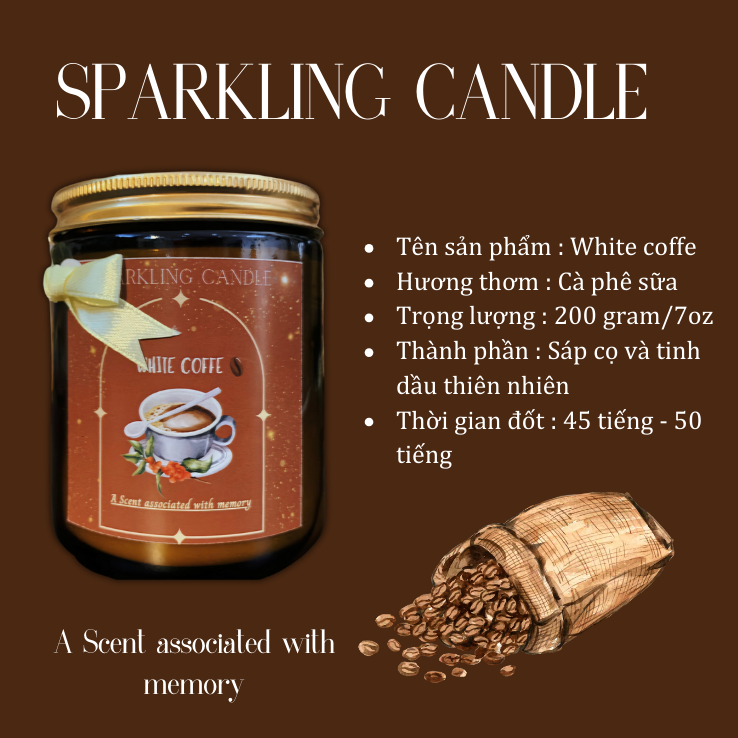 SPARKLING CANDLE
ARKLING CANDLE
WHITE COFFE
A Scent associated with memory
Tên sản phẩm : White coffe
Hương thơm : Cà phê sữa
Trọng lượng : 200 gram/7oz
Thành phần : Sáp cọ và tinh
dầu thiên nhiên
Thời gian đốt : 45 tiếng - 50
tiếng
A Scent associated with
memory